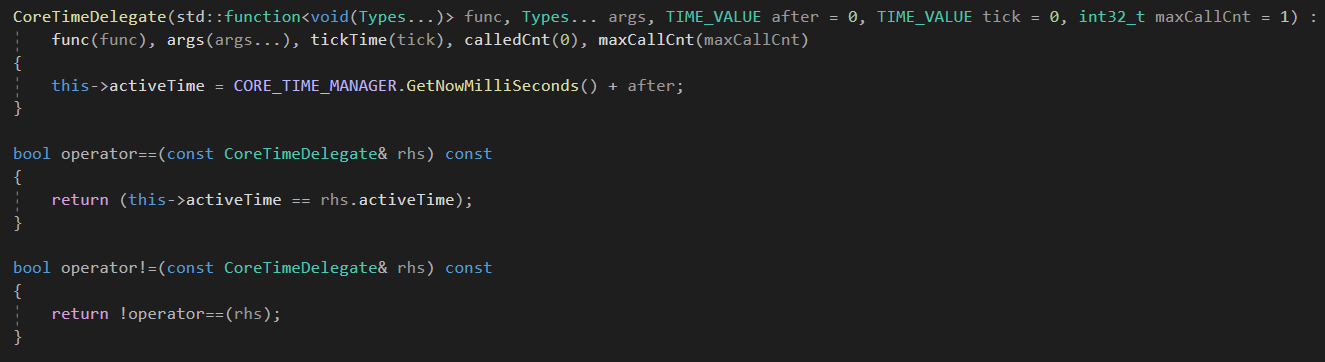 CoreTimeDelegate(std::function<void(Types...)> func, Types... args, TIME_VALUE after = 0, TIME_VALUE tick = 0, int32_t maxCallCnt = 1) :
func(func), args(args...), tickTime(tick), calledCnt(0), maxCallCnt(maxCallCnt)
{
this->activeTime = CORE_TIME_MANAGER.GetNowMilliSeconds() + after;
}
bool operator==(const CoreTimeDelegate& rhs) const
{
return (this->activeTime == rhs.activeTime);
}
bool operator!=(const CoreTimeDelegate& rhs) const
{
return !operator==(rhs);
}